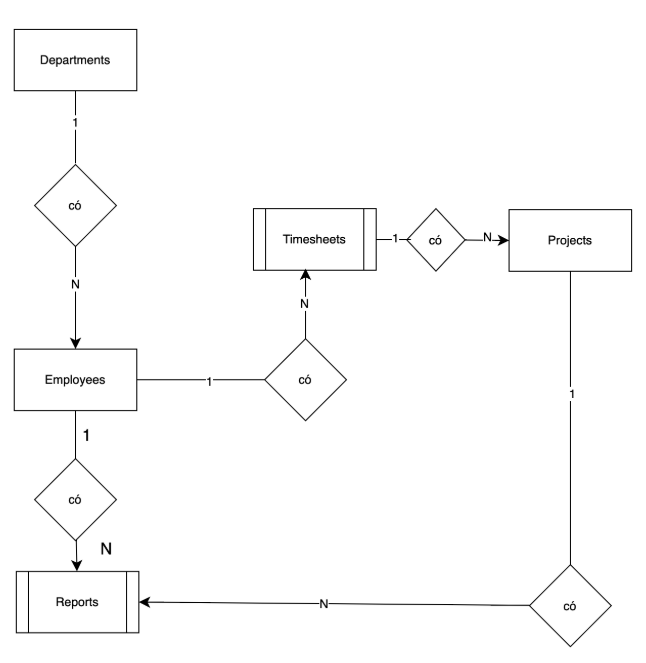 Departments
1
có
N
Timesheets
1
có
N
Projects
N
Employees
1
có
1
1
có
N
Reports
N
có